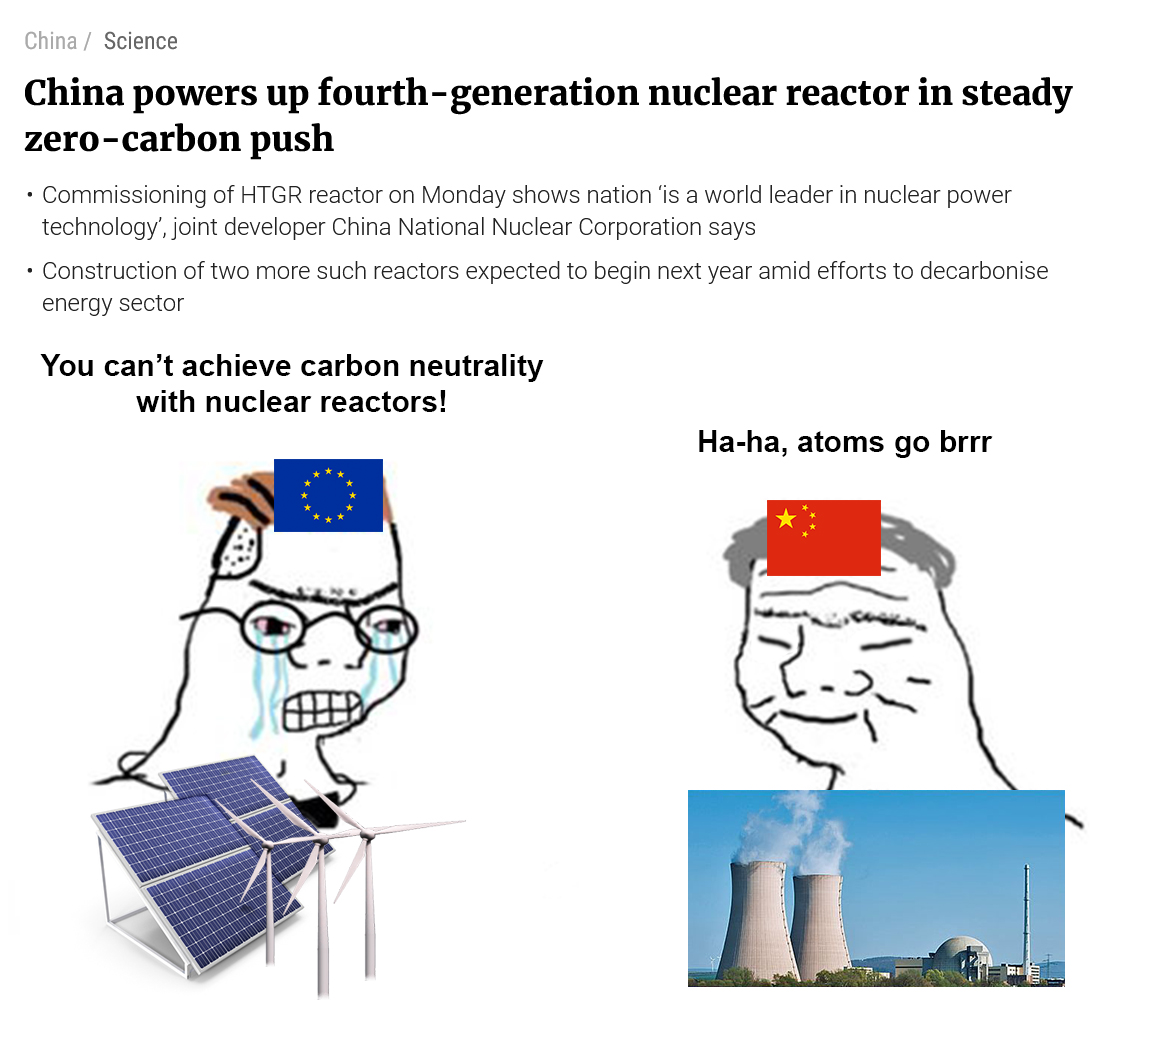 China / Science
China powers up fourth-generation nuclear reactor in steady
zero-carbon push
• Commissioning of HTGR reactor on Monday shows nation ‘is a world leader in nuclear power
technology’, joint developer China National Nuclear Corporation says
• Construction of two more such reactors expected to begin next year amid efforts to decarbonise
energy sector
You can’t achieve carbon neutrality
with nuclear reactors!
Ha-ha, atoms go brrr